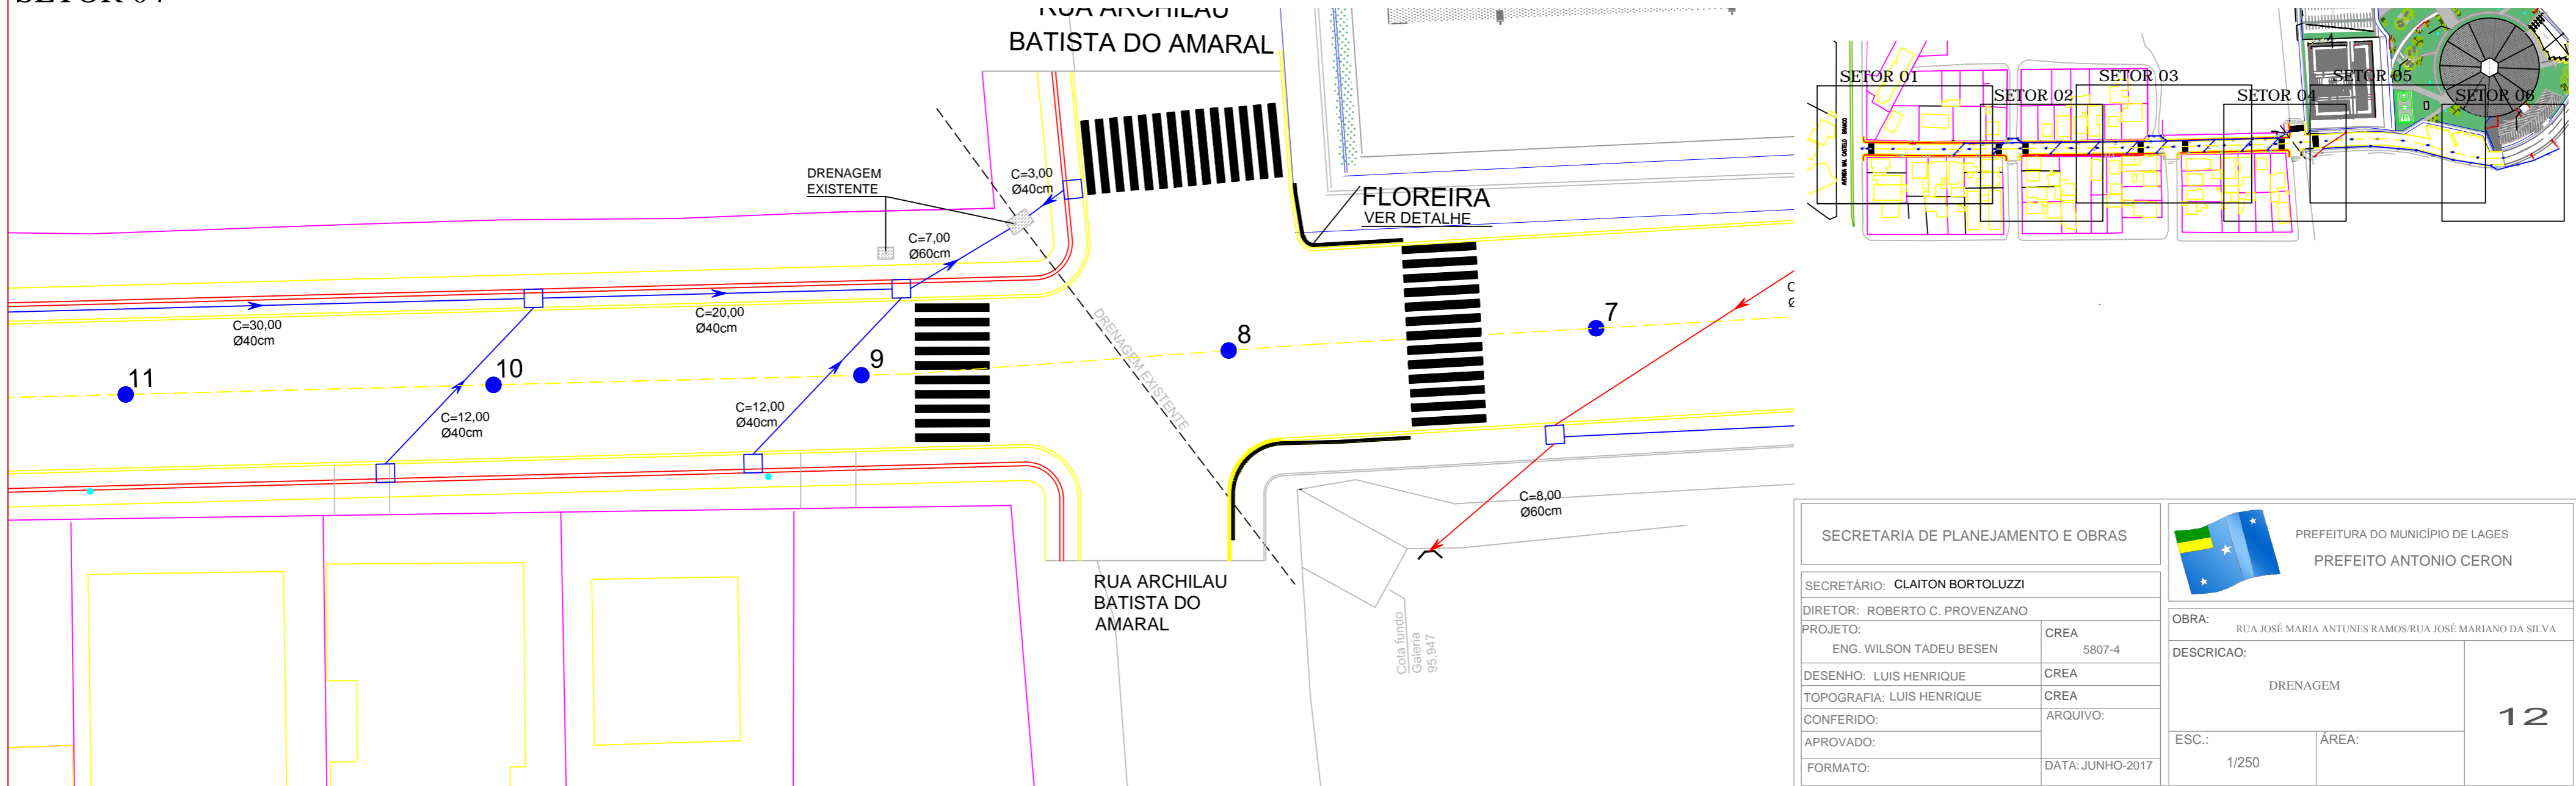 SETOR 04
RUA ARCHILAU
BATISTA DO AMARAL
DRENAGEM
EXISTENTE
C=3,00
Ø40cm
C=7,00
Ø60cm
FLOREIRA
VER DETALHE
C=30,00
Ø40cm
C=20,00
Ø40cm
DRENAGEM EXISTENTE
11
10
9
8
7
C=12,00
Ø40cm
C=12,00
Ø40cm
C=8,00
Ø60cm
RUA ARCHILAU
BATISTA DO
AMARAL
Cota fundo
Galeria
95,947
SETOR 01
SETOR 02
SETOR 03
SETOR 04
SETOR 05
SETOR 06
AVENIDA MAL CASTELO BRANCO
SECRETARIA DE PLANEJAMENTO E OBRAS
SECRETÁRIO: CLAITON BORTOLUZZI
DIRETOR: ROBERTO C. PROVENZANO
PROJETO:
ENG. WILSON TADEU BESEN
CREA
5807-4
DESENHO: LUIS HENRIQUE
CREA
TOPOGRAFIA: LUIS HENRIQUE
CREA
CONFERIDO:
ARQUIVO:
APROVADO:
FORMATO:
DATA: JUNHO-2017
PREFEITURA DO MUNICÍPIO DE LAGES
PREFEITO ANTONIO CERON
OBRA:
RUA JOSÉ MARIA ANTUNES RAMOS/RUA JOSÉ MARIANO DA SILVA
DESCRICAO:
DRENAGEM
12
ESC.:
1/250
ÁREA: